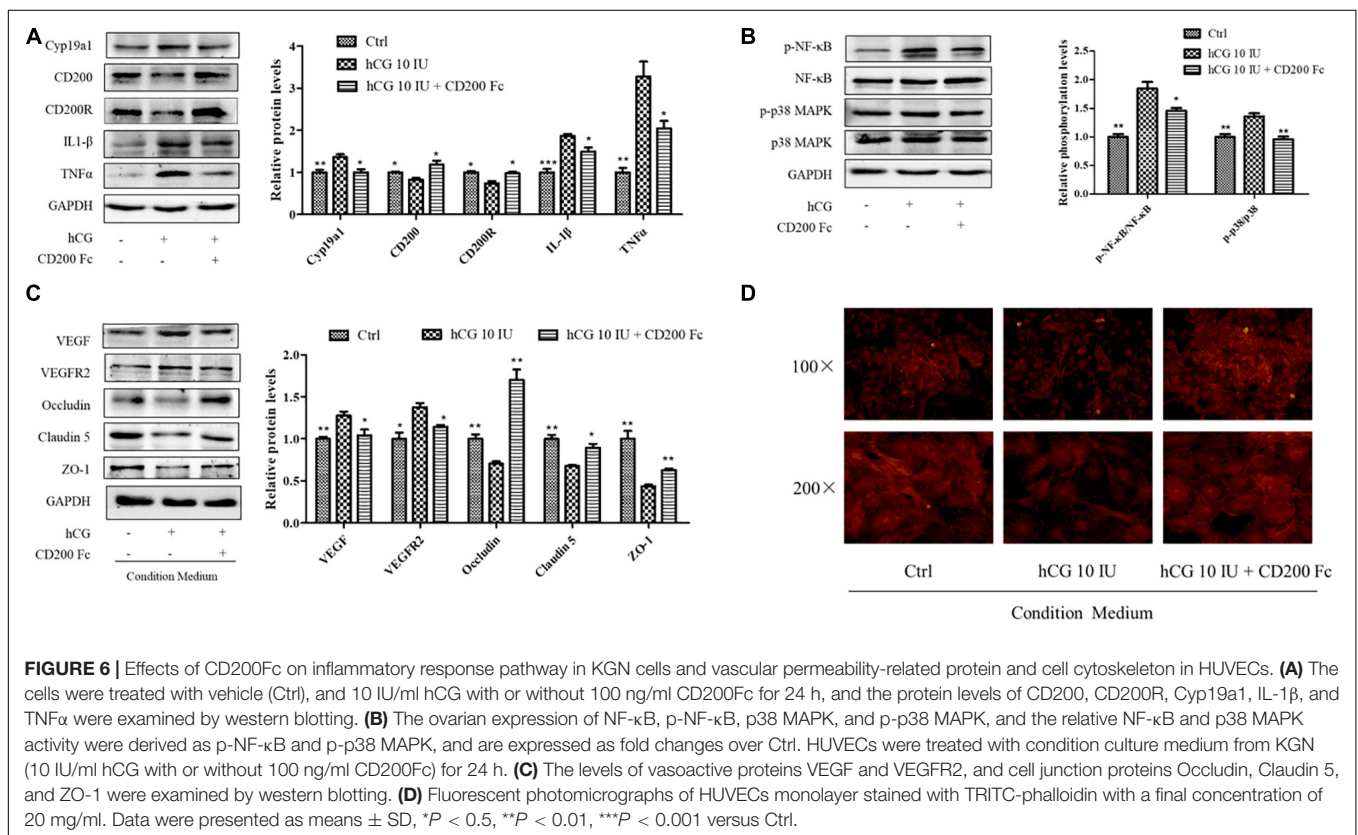 A
Cyp19a1
CD200
CD200R
IL1-β
TNFα
GAPDH
- + + hCG
- - + CD200 Fc
Relative protein levels
4
3
2
1
0
Ctrl
hCG 10 IU
hCG 10 IU + CD200 Fc
** *
* *
* *
*** *
** *
Cyp19a1
CD200
CD200R
IL-1β
TNFα
B
p-NF-κB
NF-κB
p-p38 MAPK
p38 MAPK
GAPDH
hCG - + +
CD200 Fc - - +
Relative phosphorylation levels
2.0
1.5
1.0
0.5
0.0
Ctrl
hCG 10 IU
hCG 10 IU + CD200 Fc
** *
** **
p-NF-κB/NF-κB
p-p38/p38
C
VEGF
VEGFR2
Occludin
Claudin 5
ZO-1
GAPDH
hCG - + +
CD200 Fc - - +
Condition Medium
Relative protein levels
2.0
1.5
1.0
0.5
0.0
Ctrl
hCG 10 IU
hCG 10 IU + CD200 Fc
** *
* *
** **
** *
** **
VEGF
VEGFR2
Occludin
Claudin 5
ZO-1
D
100×
200×
Ctrl
hCG 10 IU
hCG 10 IU + CD200 Fc
Condition Medium
FIGURE 6 | Effects of CD200Fc on inflammatory response pathway in KGN cells and vascular permeability-related protein and cell cytoskeleton in HUVECs. (A) The
cells were treated with vehicle (Ctrl), and 10 IU/ml hCG with or without 100 ng/ml CD200Fc for 24 h, and the protein levels of CD200, CD200R, Cyp19a1, IL-1β, and
TNFα were examined by western blotting. (B) The ovarian expression of NF-κB, p-NF-κB, p38 MAPK, and p-p38 MAPK, and the relative NF-κB and p38 MAPK
activity were derived as p-NF-κB and p-p38 MAPK, and are expressed as fold changes over Ctrl. HUVECs were treated with condition culture medium from KGN
(10 IU/ml hCG with or without 100 ng/ml CD200Fc) for 24 h. (C) The levels of vasoactive proteins VEGF and VEGFR2, and cell junction proteins Occludin, Claudin 5,
and ZO-1 were examined by western blotting. (D) Fluorescent photomicrographs of HUVECs monolayer stained with TRITC-phalloidin with a final concentration of
20 mg/ml. Data were presented as means ± SD, *P < 0.5, **P < 0.01, ***P < 0.001 versus Ctrl.